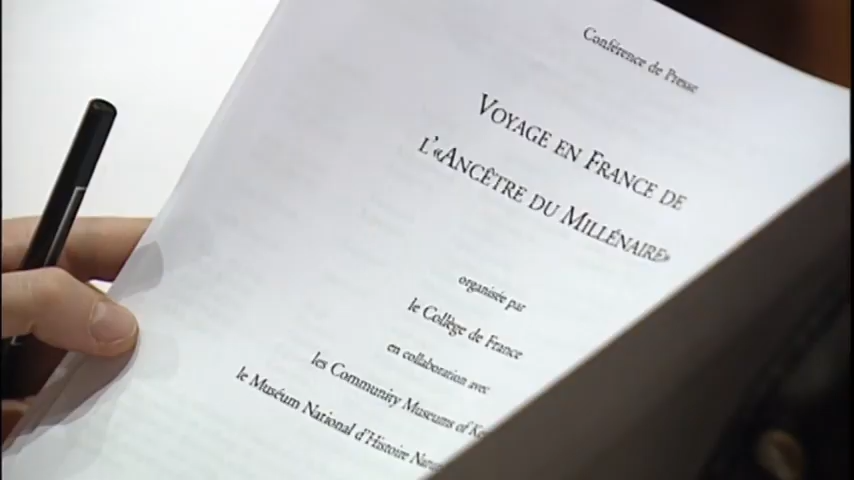 Conférence de Presse
VOYAGE EN FRANCE DE
L'«ANCÊTRE DU MILLÉNAIRE»
organisée par
le Collège de France
en collaboration avec
les Community Museums of
le Muséum National d'Histoire